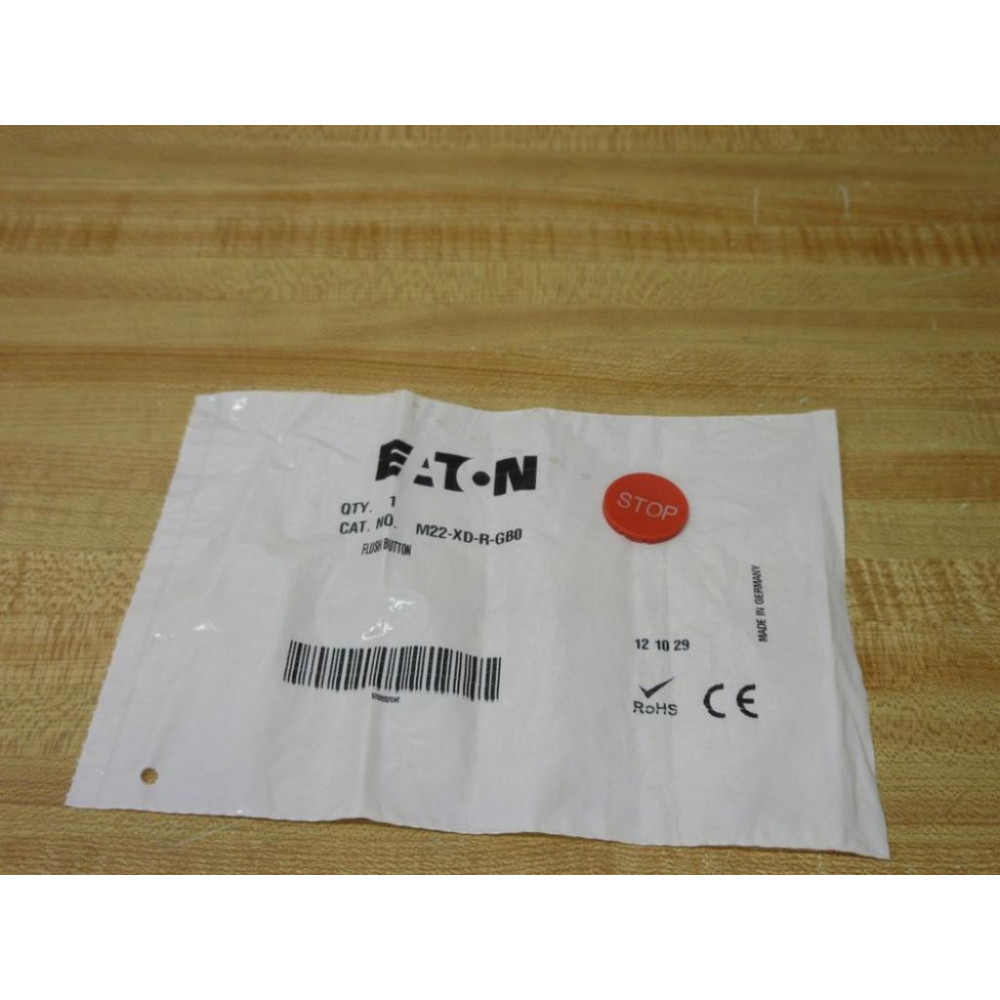 EATON
QTY. 1
CAT. NO. M22-XD-R-GB0
FLUSH BUTTON
STOP
MADE IN GERMANY
12 10 29
RoHS CE